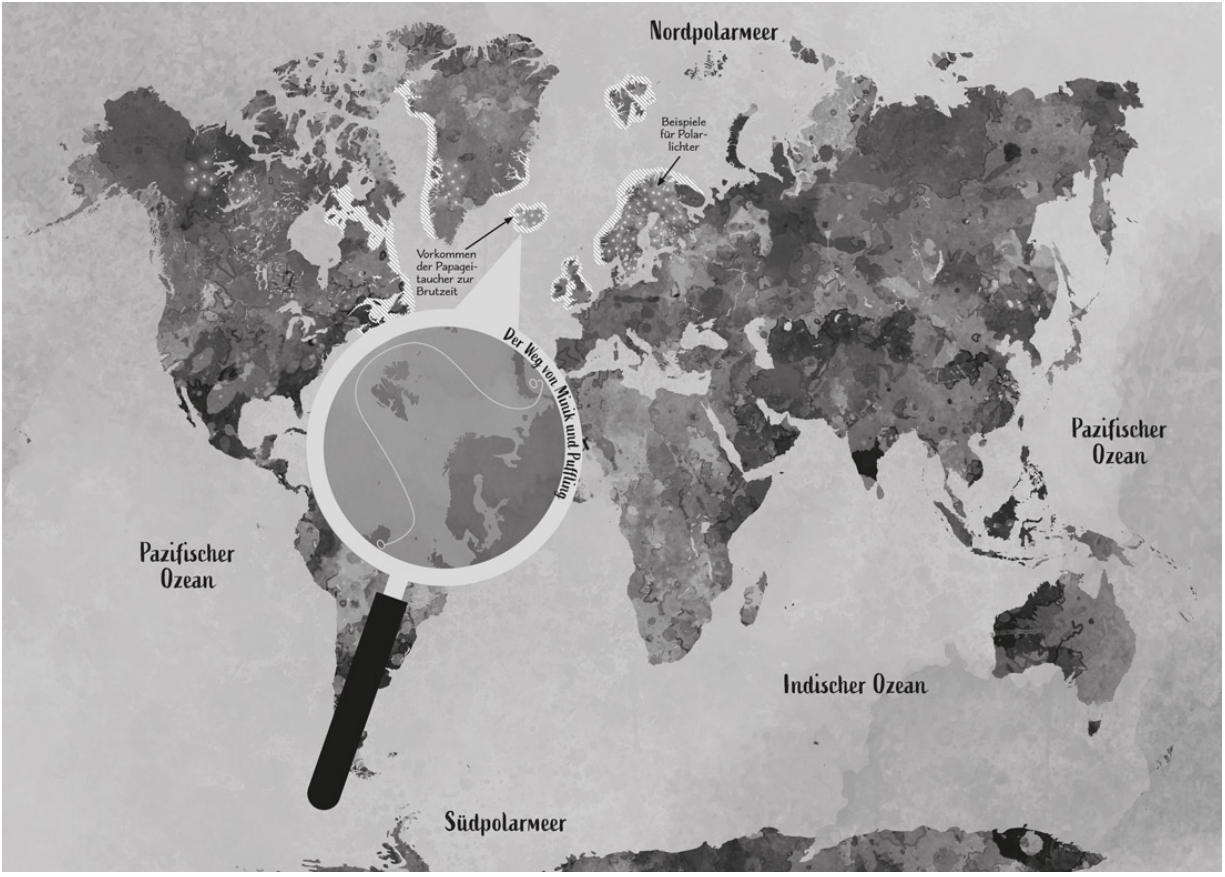 Nordpolarmeer
Beispiele
für Polar-
lichter
Vorkommen
der Papagei-
taucher zur
Brutzeit
Der Weg von Minik und Puffling
Pazifischer
Ozean
Pazifischer
Ozean
Indischer Ozean
Südpolarmeer